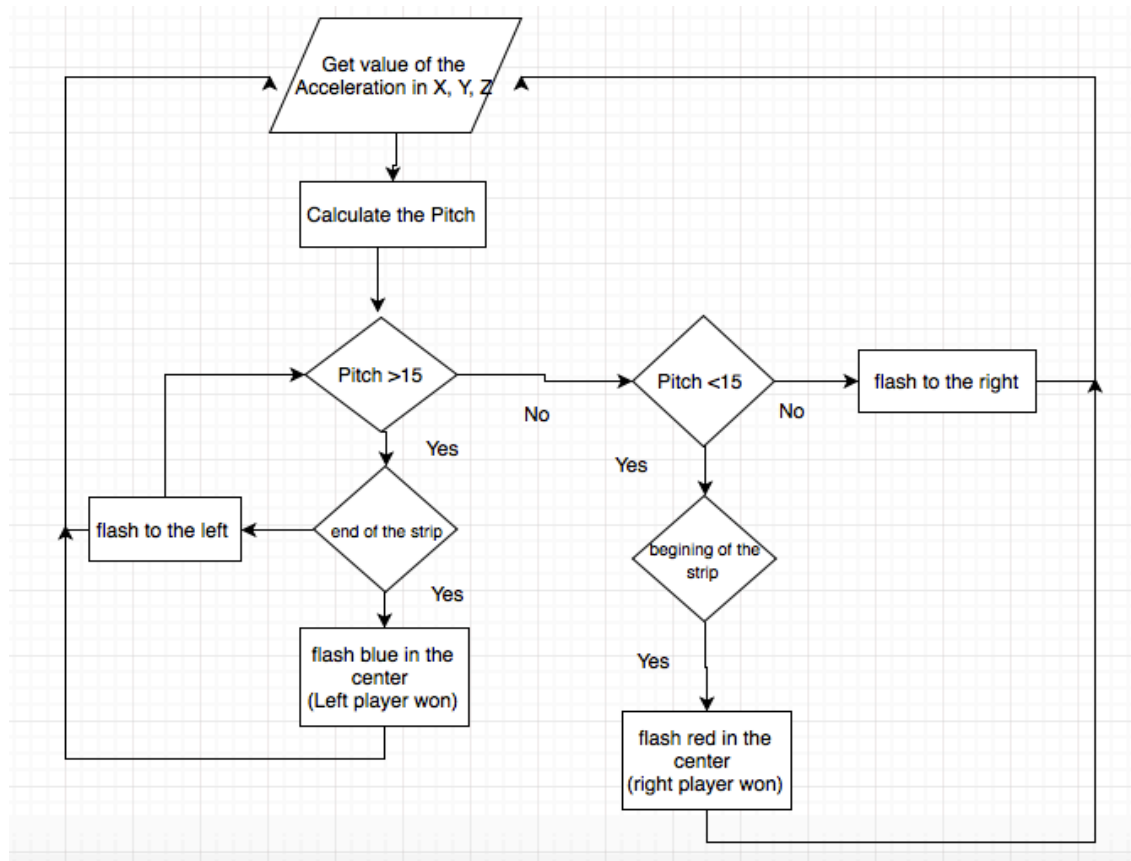 Get value of the
Acceleration in X, Y, Z
Calculate the Pitch
Pitch >15
No
Yes
Pitch <15
No
flash to the right
Yes
flash to the left
end of the strip
begining of the
strip
Yes
flash blue in the
center
(Left player won)
Yes
flash red in the
center
(right player won)